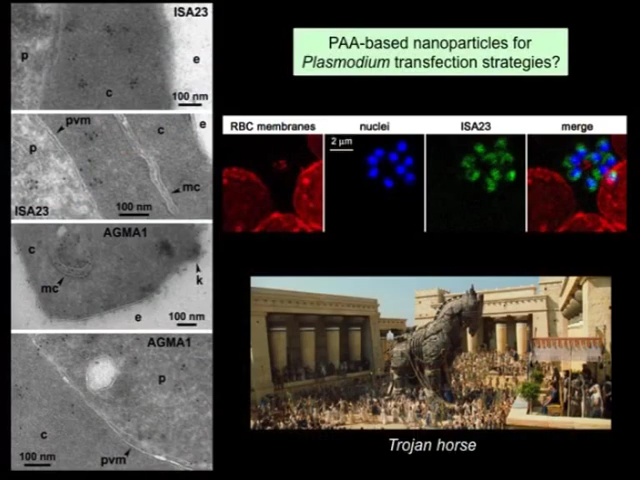 ISA23
p
e
c
100 nm
pvm
c
e
p
mc
ISA23
100 nm
AGMA1
c
mc
k
e
100 nm
AGMA1
p
c
100 nm
pvm
PAA-based nanoparticles for
Plasmodium transfection strategies?
RBC membranes nuclei ISA23 merge
2 µm
Trojan horse